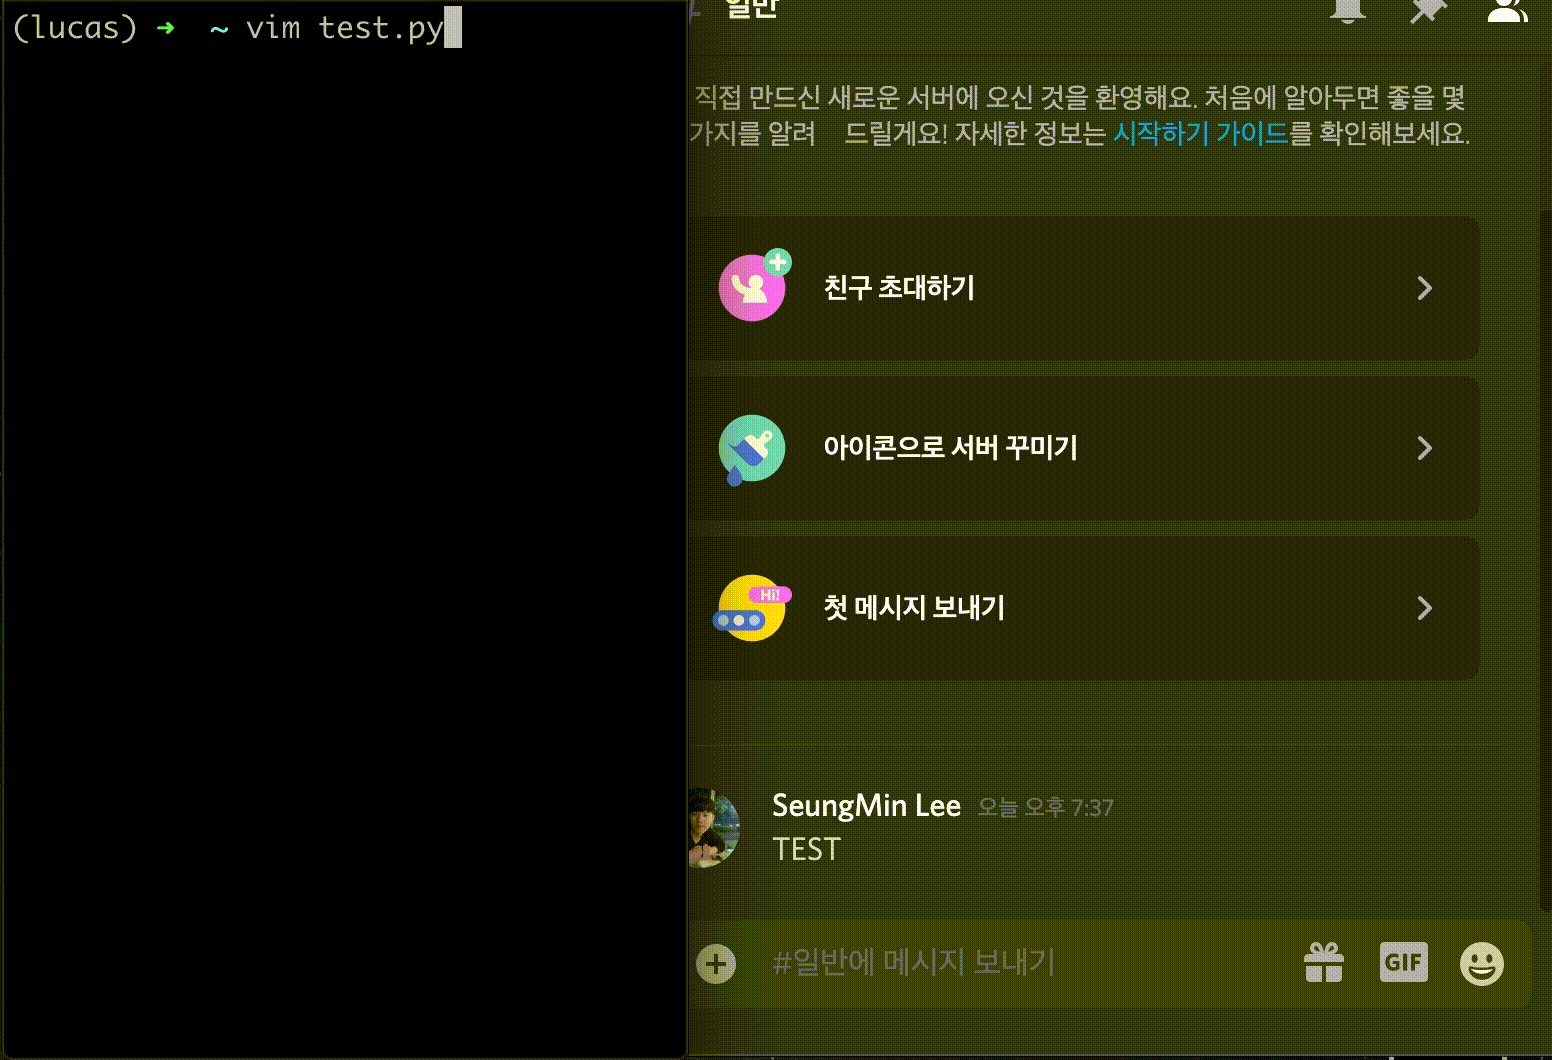 (lucas) ➜ ~ vim test.py
일반
직접 만드신 새로운 서버에 오신 것을 환영해요. 처음에 알아두면 좋을 몇
가지를 알려 드릴게요! 자세한 정보는 시작하기 가이드를 확인해보세요.
친구 초대하기
아이콘으로 서버 꾸미기
Hi!
첫 메시지 보내기
SeungMin Lee 오늘 오후 7:37
TEST
#일반에 메시지 보내기
GIF